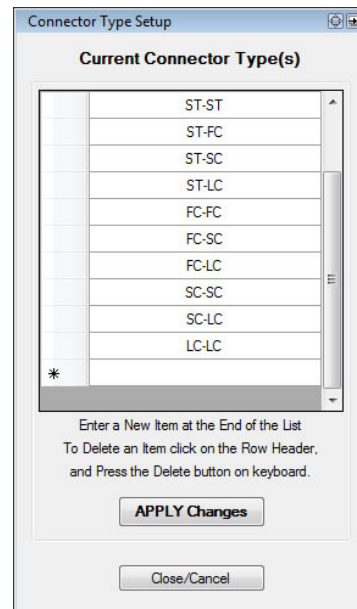 Connector Type Setup
Current Connector Type(s)
ST-ST
ST-FC
ST-SC
ST-LC
FC-FC
FC-SC
FC-LC
SC-SC
SC-LC
LC-LC
*
Enter a New Item at the End of the List
To Delete an Item click on the Row Header,
and Press the Delete button on keyboard.
APPLY Changes
Close/Cancel